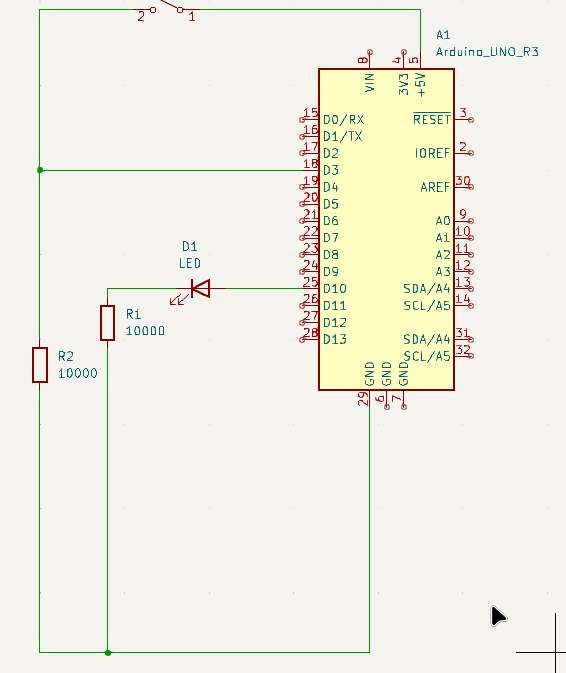 2 1
A1
Arduino_UNO_R3
8 4 5
VIN 3V3 +5V
15 D0/RX RESET 3
16 D1/TX
17 D2 IOREF 2
18 D3
19 D4 AREF 30
20 D5
21 D6 A0 9
22 D7 A1 10
23 D8 A2 11
24 D9 A3 12
25 D10 SDA/A4 13
26 D11 SCL/A5 14
27 D12
28 D13 SDA/A4 31
SCL/A5 32
GND GND GND
29 6 7
D1
LED
R1
10000
R2
10000